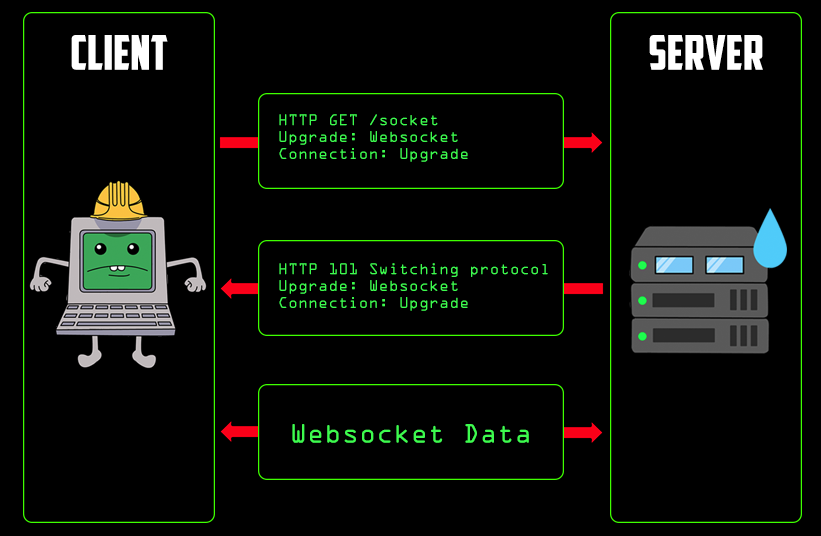 CLIENT
SERVER
HTTP GET /socket
Upgrade: Websocket
Connection: Upgrade
HTTP 101 Switching protocol
Upgrade: Websocket
Connection: Upgrade
Websocket Data